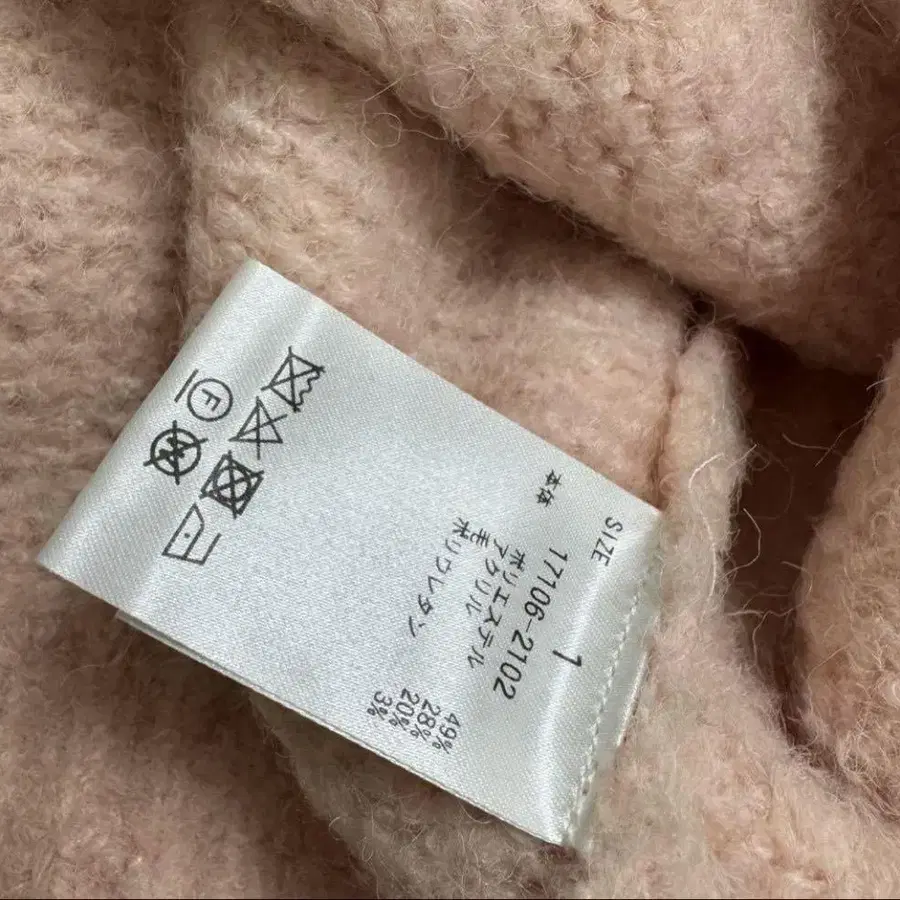 SIZE 1
17106-2102
本体 ポリエステル 49%
アクリル 28%
毛 20%
ポリウレタン 3%
F
W